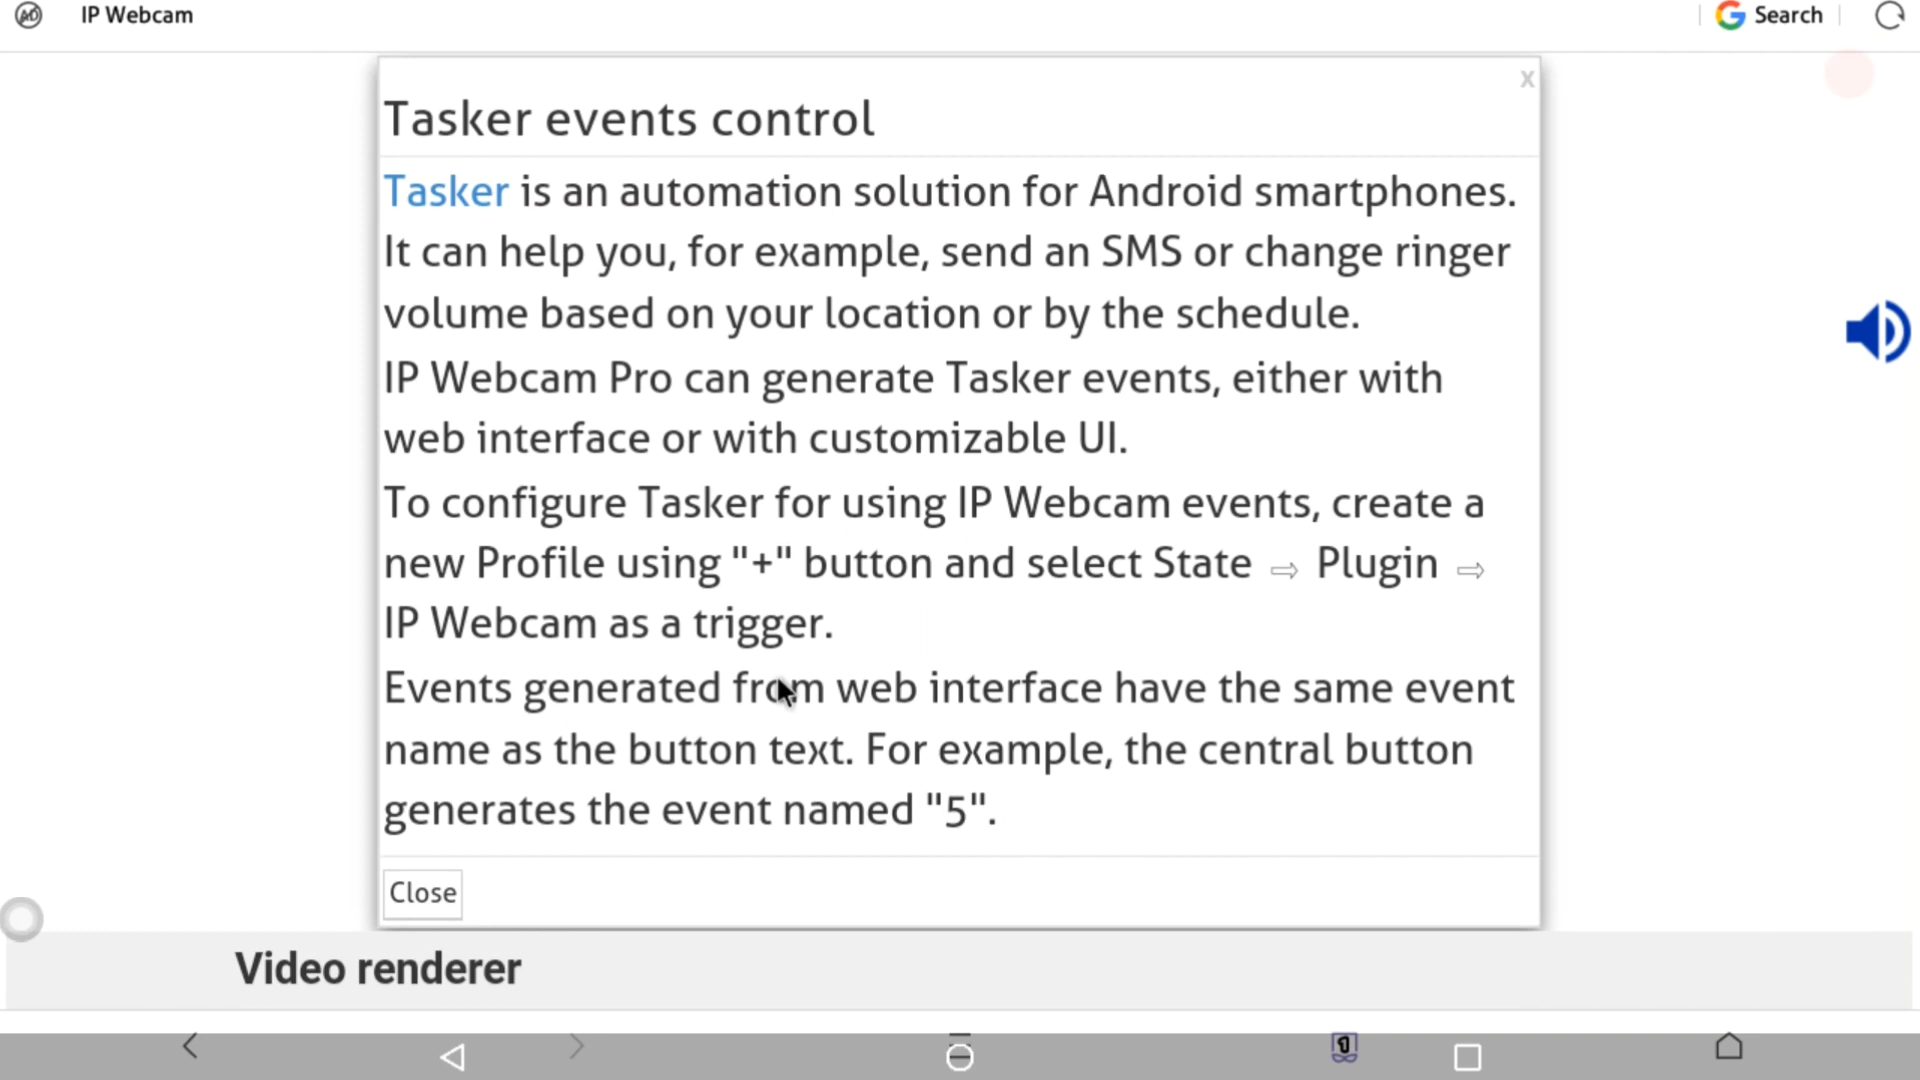 IP Webcam
Search
x
Tasker events control
Tasker is an automation solution for Android smartphones.
It can help you, for example, send an SMS or change ringer
volume based on your location or by the schedule.
IP Webcam Pro can generate Tasker events, either with
web interface or with customizable UI.
To configure Tasker for using IP Webcam events, create a
new Profile using "+" button and select State ⇨ Plugin ⇨
IP Webcam as a trigger.
Events generated from web interface have the same event
name as the button text. For example, the central button
generates the event named "5".
Close
Video renderer
1